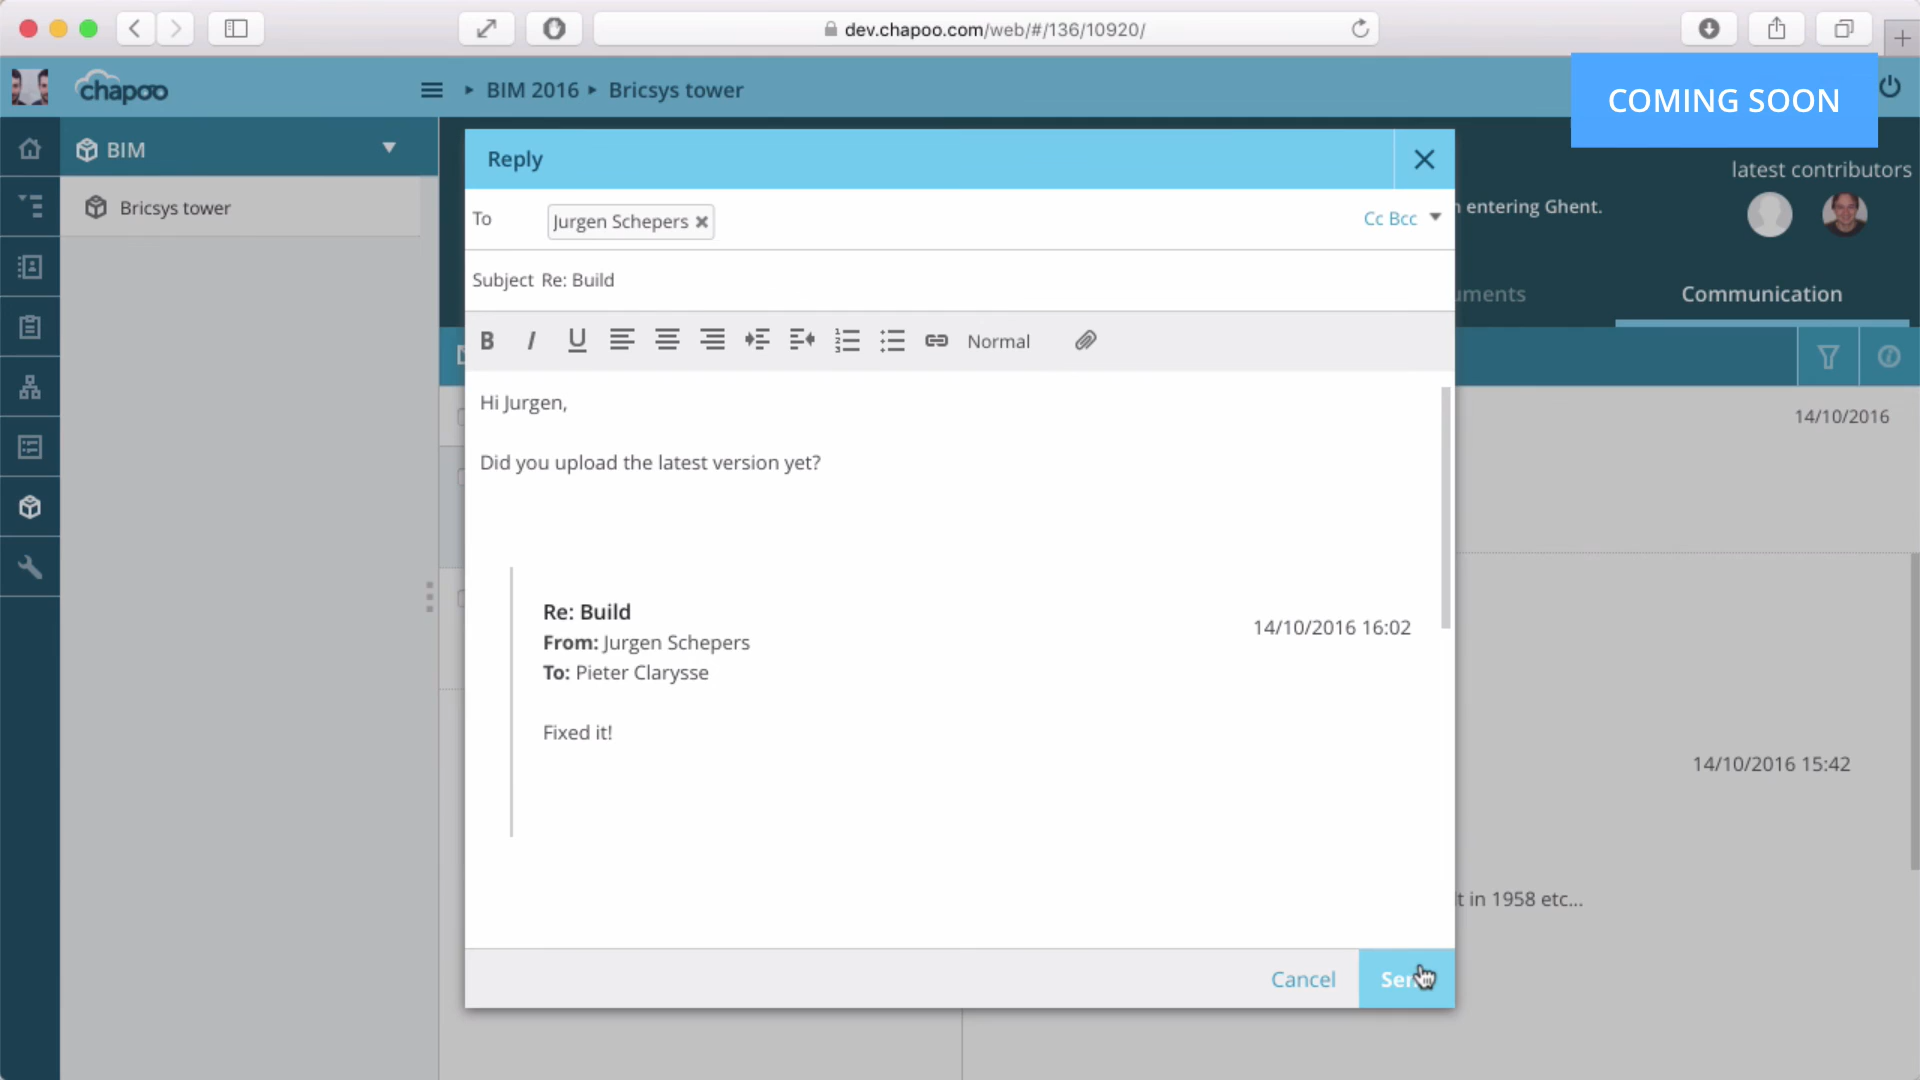 dev.chapoo.com/web/#/136/10920/
chapoo
BIM 2016
Bricsys tower
COMING SOON
BIM
Bricsys tower
latest contributors
entering Ghent.
Communication
Reply
To
Jurgen Schepers
Cc Bcc
Subject Re: Build
B I U
Normal
14/10/2016
Hi Jurgen,
Did you upload the latest version yet?
Re: Build
From: Jurgen Schepers
To: Pieter Clarysse
14/10/2016 16:02
Fixed it!
14/10/2016 15:42
in 1958 etc...
Cancel